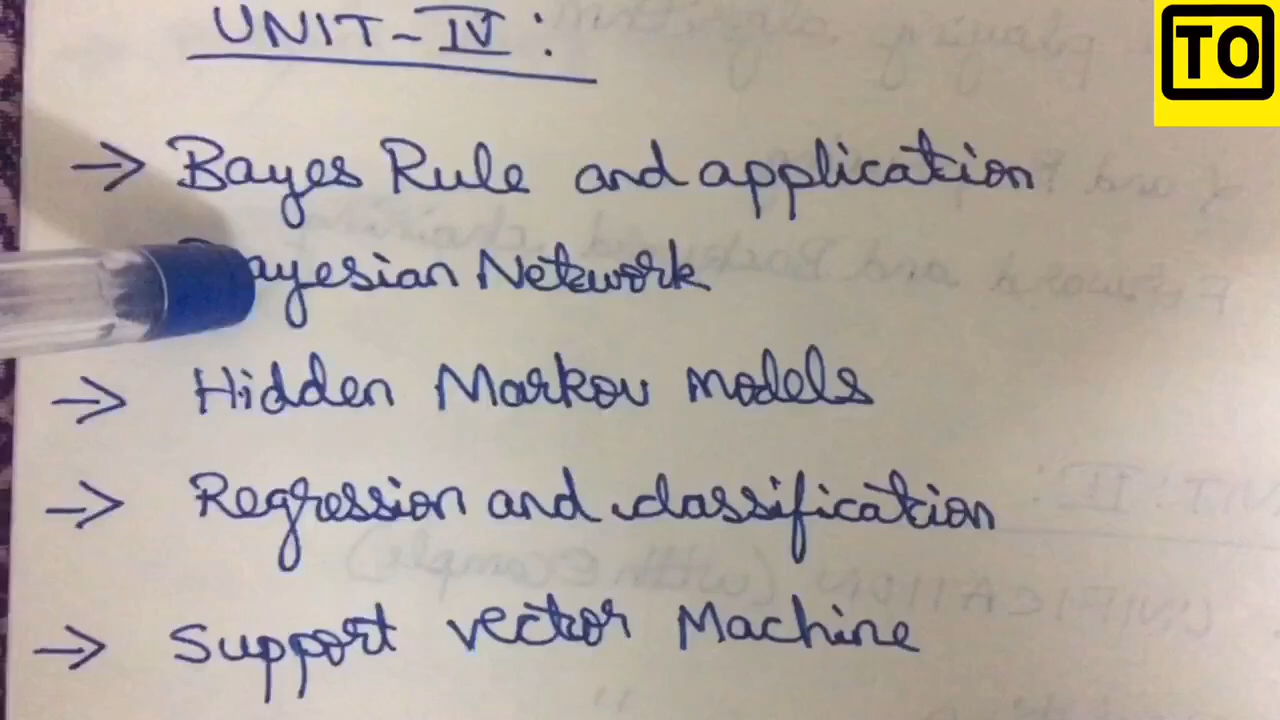 UNIT-IV:
TO
→ Bayes Rule and application
ayesian Network
→ Hidden Markov Models
→ Regression and classification
→ Support vector Machine